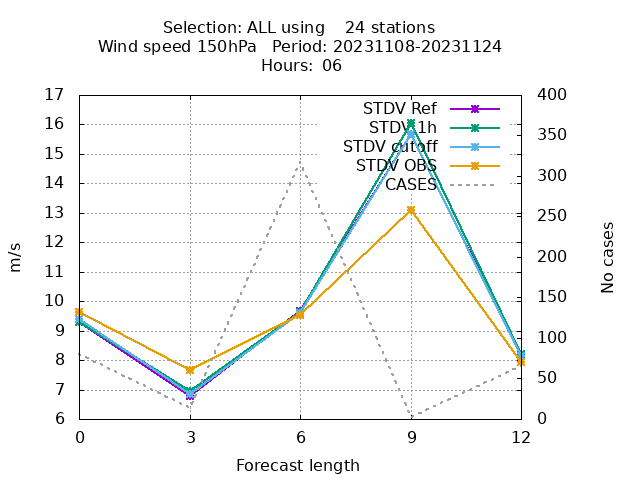 Selection: ALL using    24 stations
Wind speed 150hPa   Period: 20231108-20231124
Hours: 06
17
16
15
14
13
12
11
10
9
8
7
6
400
350
300
250
200
150
100
50
0
STDV Ref
STDV 1h
STDV cutoff
STDV OBS
CASES
m/s
No cases
0
3
6
9
12
Forecast length